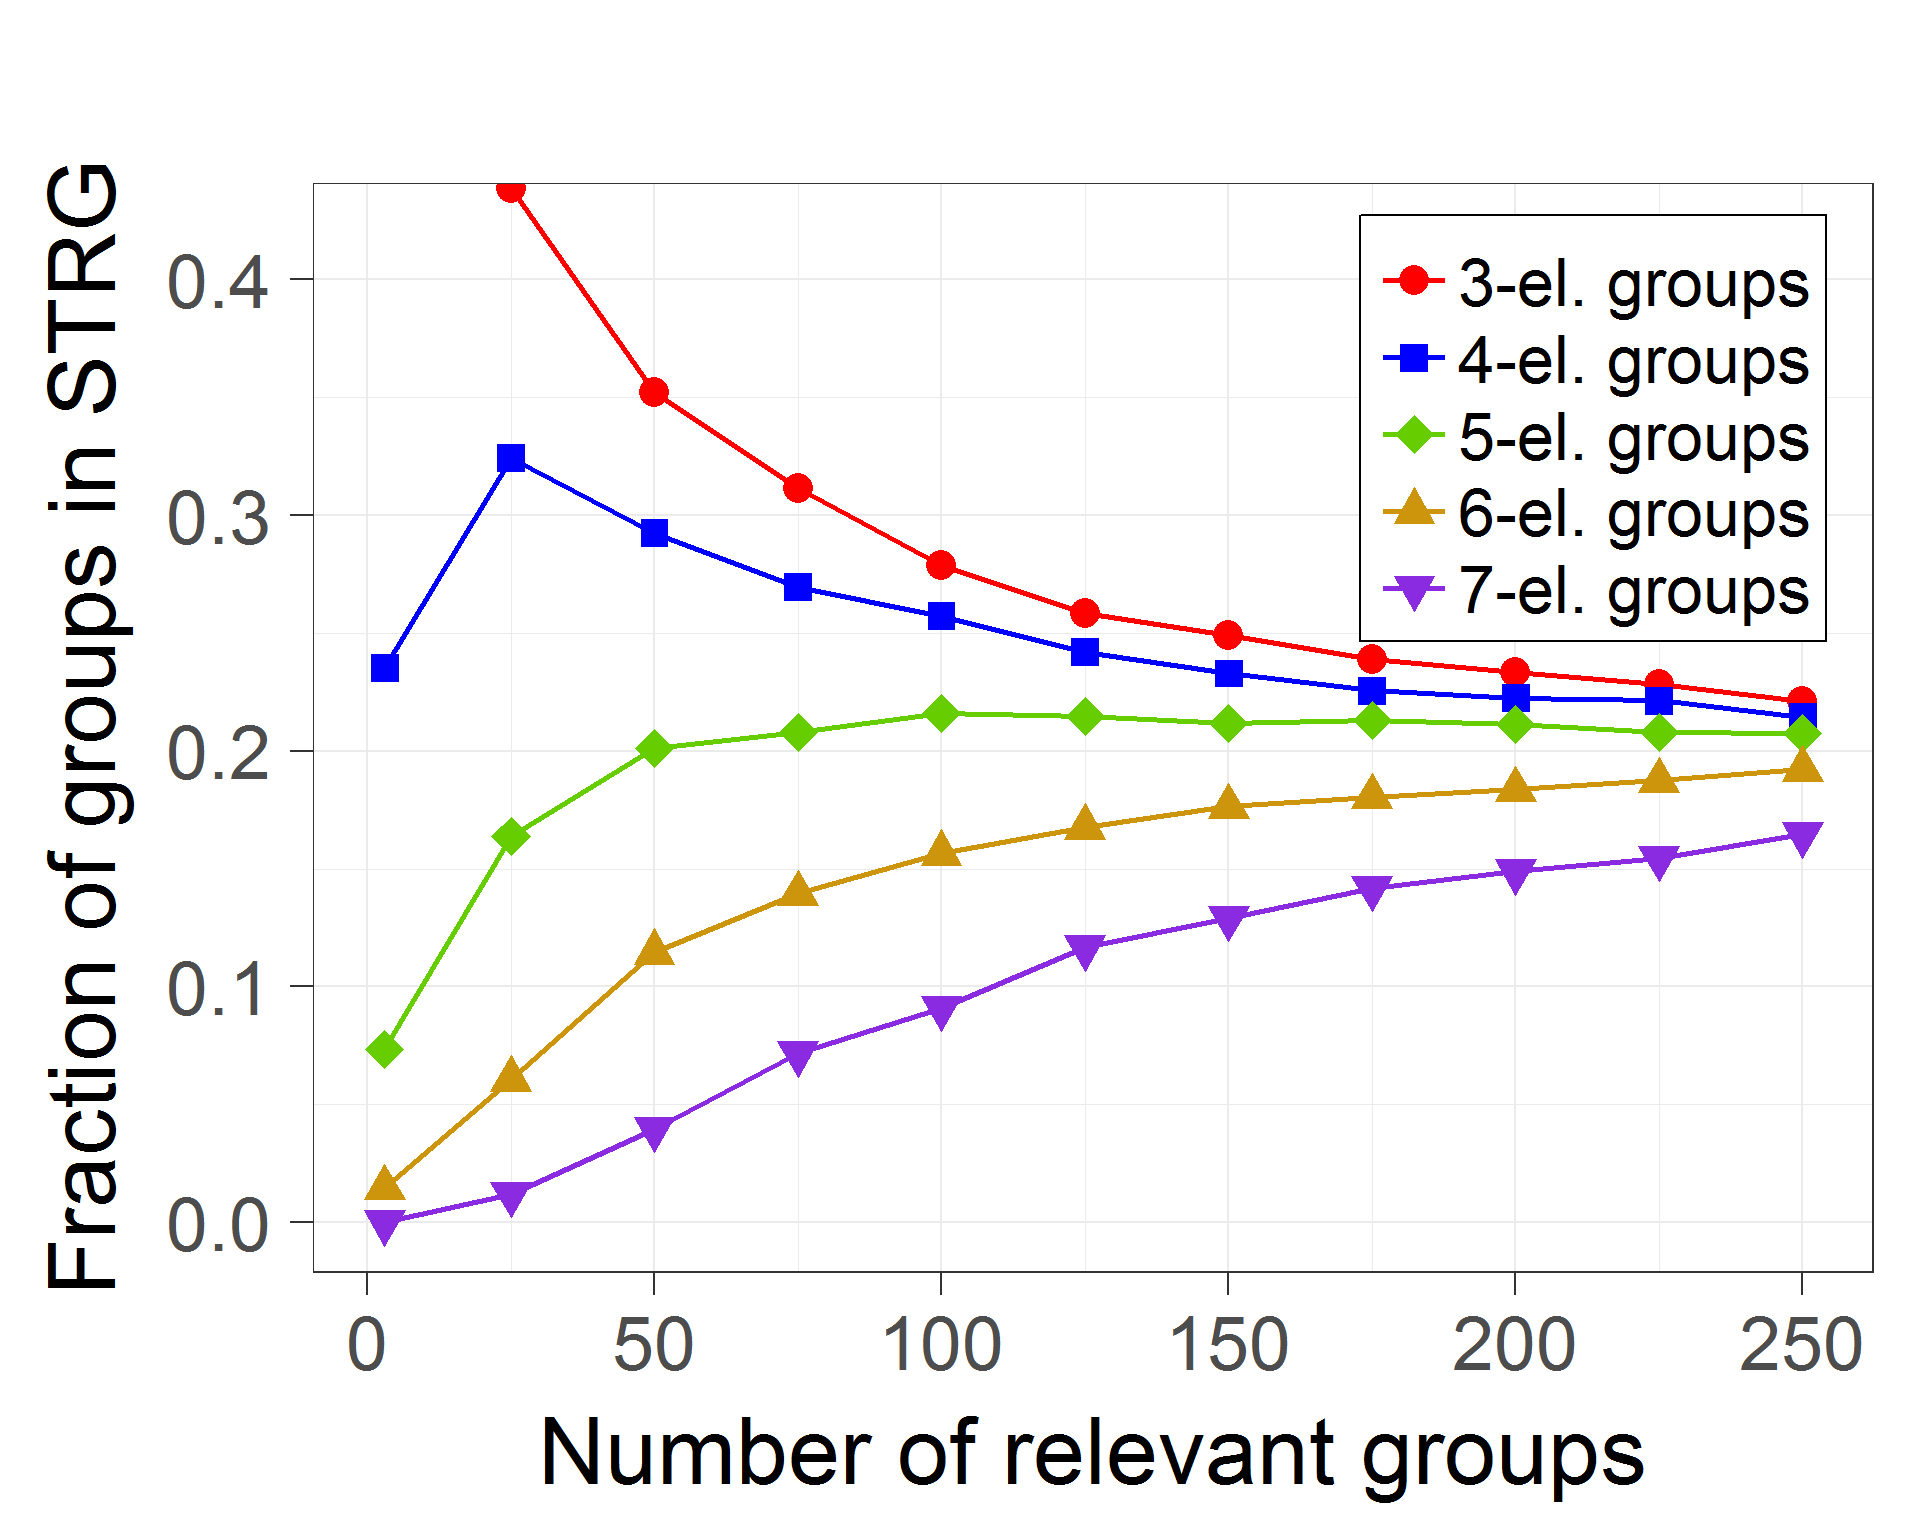 Fraction of groups in STRG
0.4
0.3
0.2
0.1
0.0
3-el. groups
4-el. groups
5-el. groups
6-el. groups
7-el. groups
0 50 100 150 200 250
Number of relevant groups